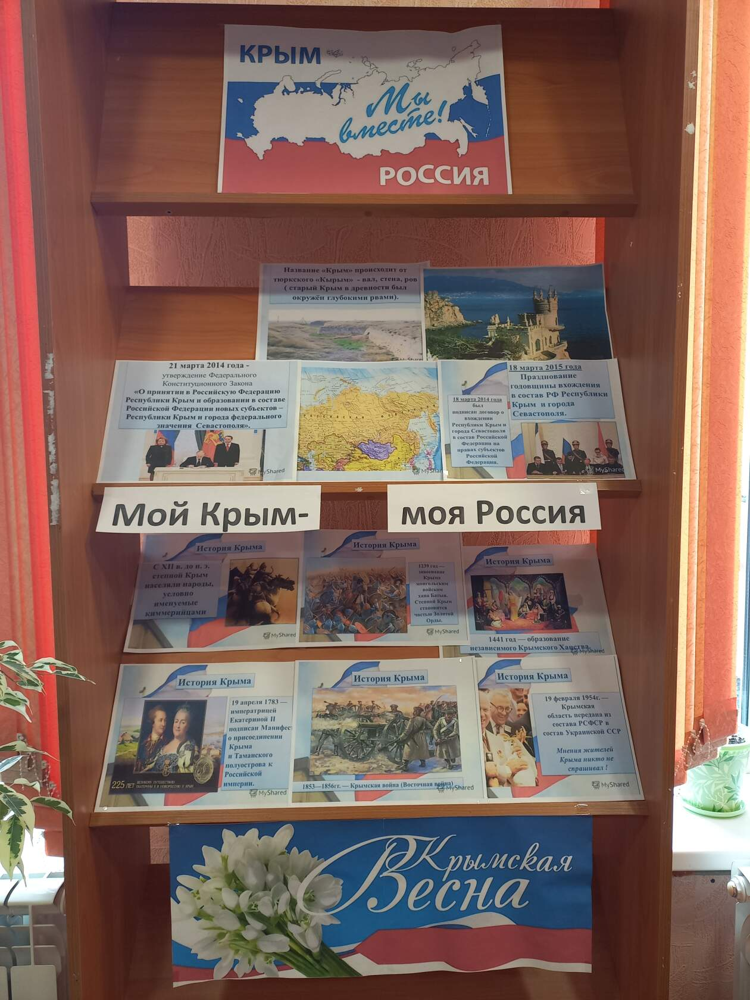 КРЫМ
Мы
вместе!
РОССИЯ
Название «Крым» происходит от
тюркского «Кырым» - вал, стена, ров
( старый Крым в древности был
окружён глубокими рвами).
MyShared
21 марта 2014 года -
утверждение Федерального
Конституционного Закона
«О принятии в Российскую Федерацию
Республики Крым и образовании в составе
Российской Федерации новых субъектов –
Республики Крым и города федерального
значения Севастополя».
MyShared
РОССИЙСКАЯ
MyShared
18 марта 2015 года
Празднование
годовщины вхождения
в состав РФ Республики
Крым и города
Севастополя.
18 марта 2014 года
был
подписан договор о
вхождении
Республики Крым и
города Севастополя
в состав Российской
Федерации на
правах субъектов
Российской
Федерации.
MyShared
Мой Крым-
моя Россия
История Крыма
С XII в. до н. э.
степной Крым
населяли народы,
условно
именуемые
киммерийцами
MyShared
История Крыма
1239 год —
завоевание
Крыма
монгольским
войском
хана Батыя.
Степной Крым
становится
частью Золотой
Орды.
MyShared
История Крыма
1441 год — образование
независимого Крымского Ханства.
MyShared
История Крыма
19 апреля 1783 —
императрицей
Екатериной II
подписан Манифест
о присоединении
Крыма
и Таманского
полуострова к
Российской
империи.
225 ЛЕТ
ВЕЛИКОМУ ПУТЕШЕСТВИЮ
ЕКАТЕРИНЫ II В НОВОРОССИЮ И КРЫМ
MyShared
История Крыма
1853—1856гг. — Крымская война (Восточная война)
MyShared
История Крыма
19 февраля 1954г. —
Крымская
область передана из
состава РСФСР в
состав Украинской ССР
Мнения жителей
Крыма никто не
спрашивал !
MyShared
Крымская
Весна